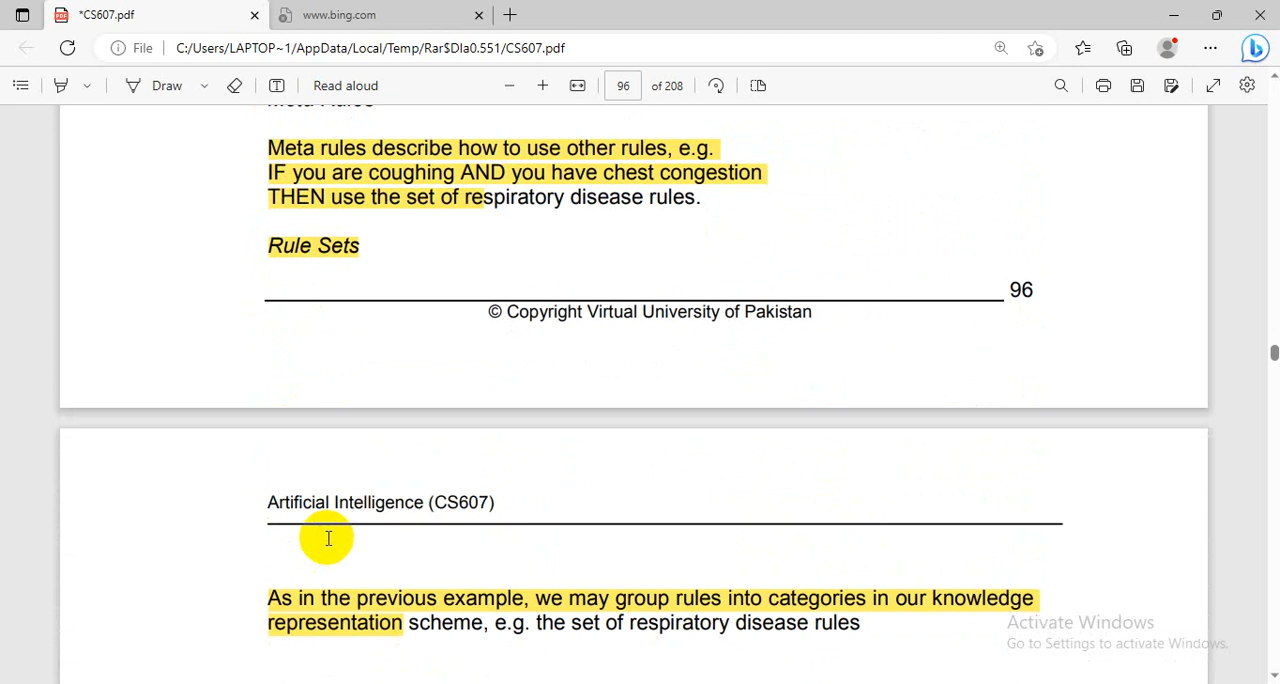 *CS607.pdf
www.bing.com
File
C:/Users/LAPTOP~1/AppData/Local/Temp/Rar$DIa0.551/CS607.pdf
Draw
Read aloud
96 of 208
Meta Rules
Meta rules describe how to use other rules, e.g.
IF you are coughing AND you have chest congestion
THEN use the set of respiratory disease rules.
Rule Sets
96
© Copyright Virtual University of Pakistan
Artificial Intelligence (CS607)
As in the previous example, we may group rules into categories in our knowledge
representation scheme, e.g. the set of respiratory disease rules
Activate Windows
Go to Settings to activate Windows.